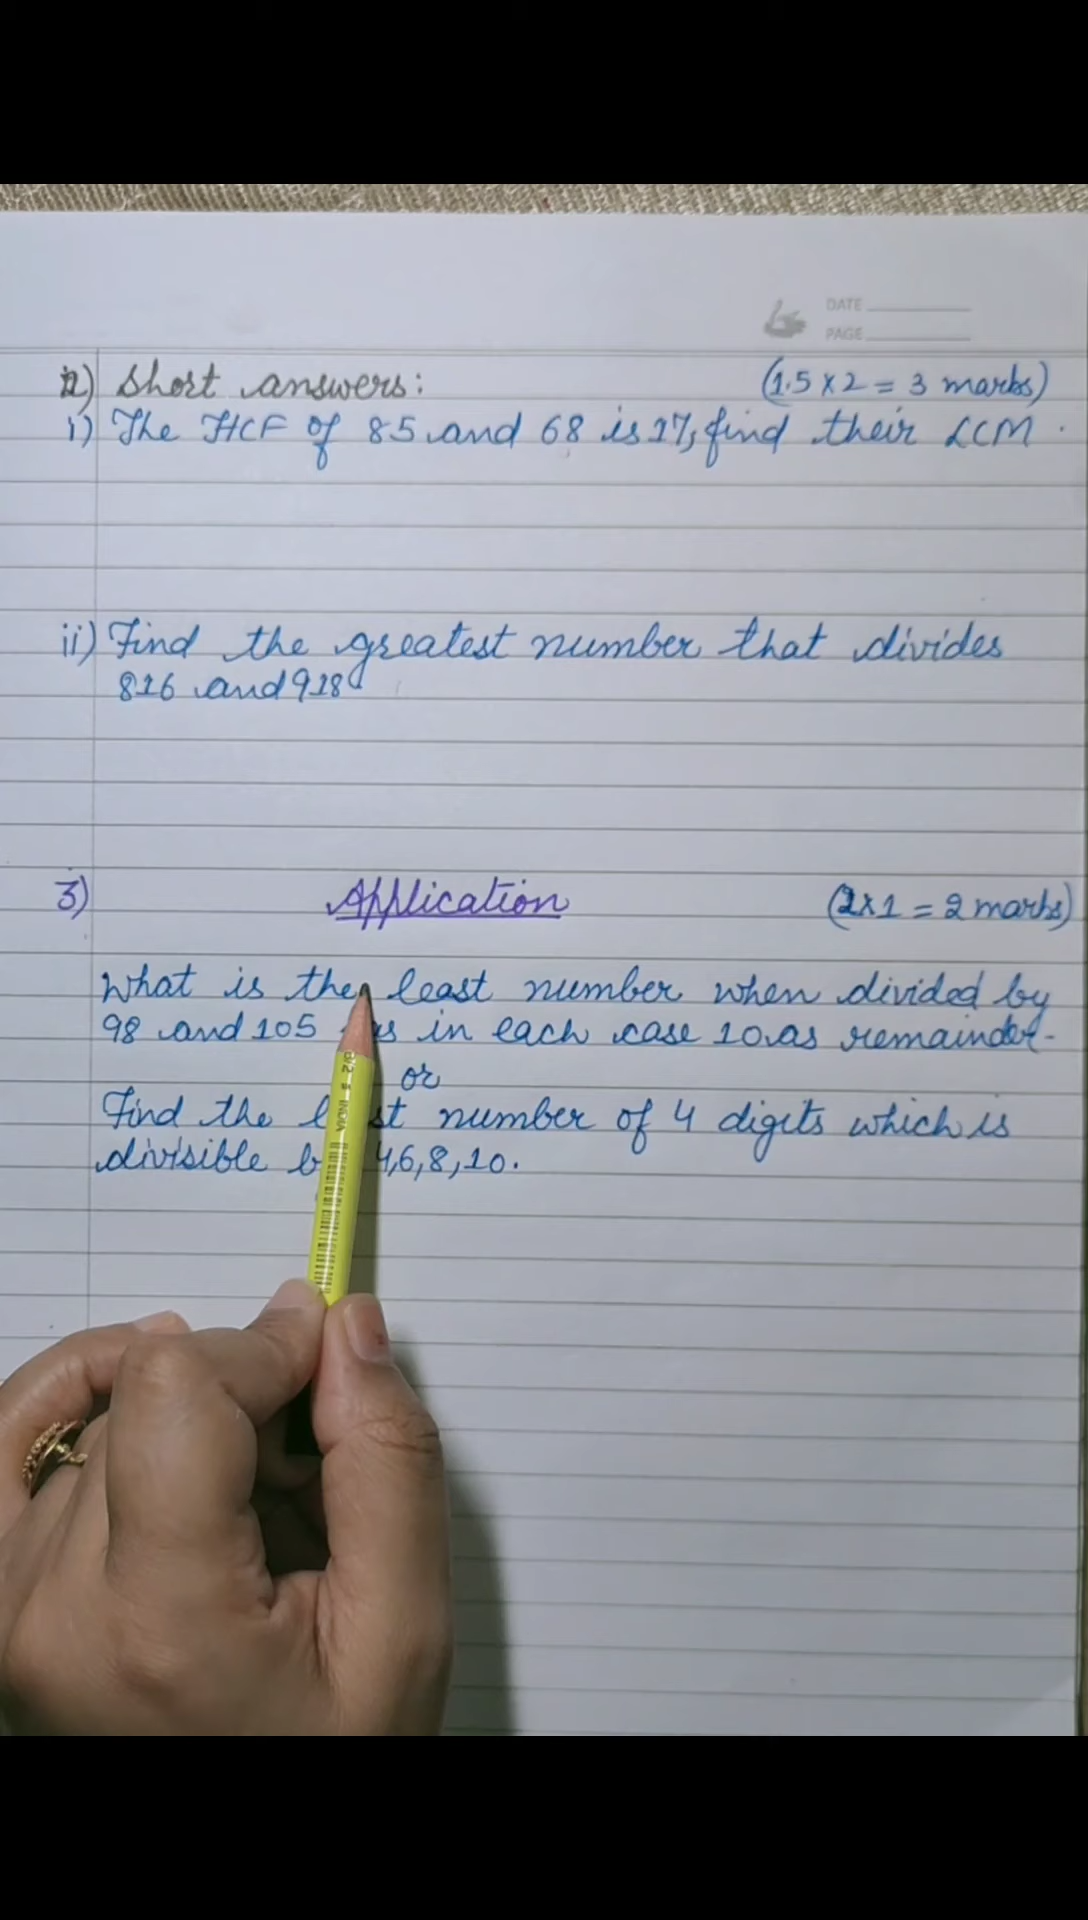 DATE
PAGE
2) Short answers: (1.5 x 2 = 3 marks)
i) The HCF of 85 and 68 is 17, find their LCM.
ii) Find the greatest number that divides
816 and 918
3) Application (2x1 = 2 marks)
What is the least number when divided by
98 and 105 in each case 10 as remainder.
or
Find the number of 4 digits which is
divisible 4,6,8,10.
INDIA